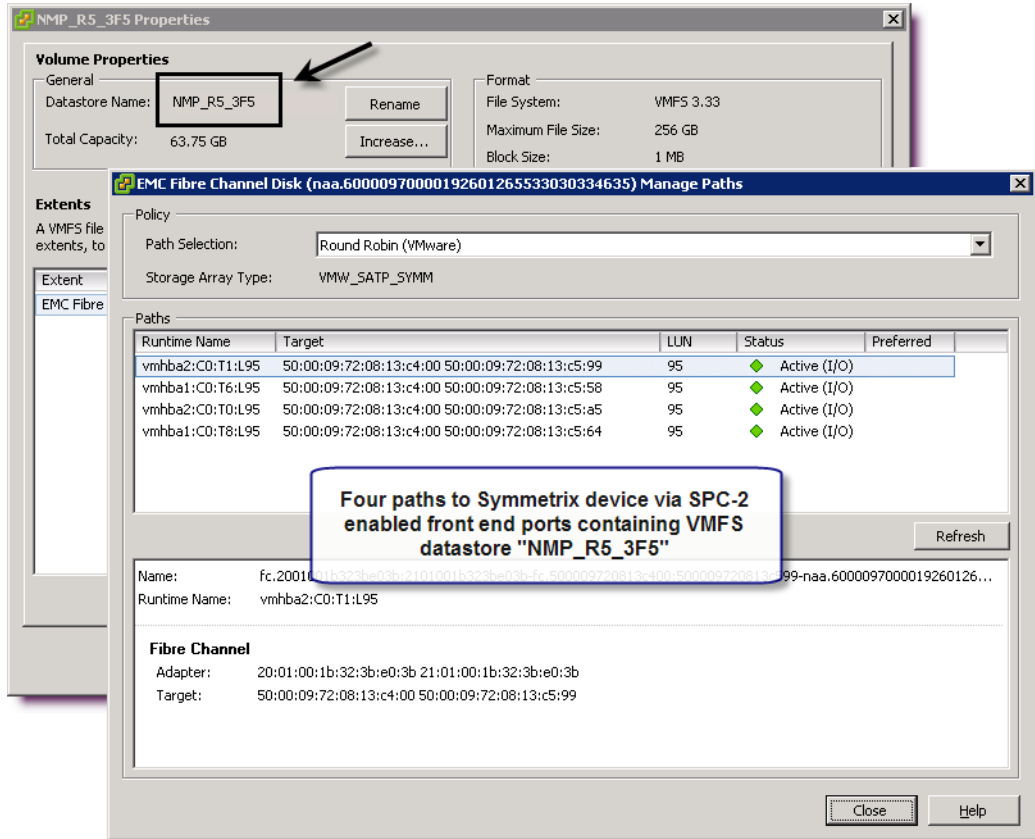 NMP_R5_3F5 Properties
Volume Properties
General
Datastore Name: NMP_R5_3F5 Rename
Total Capacity: 63.75 GB Increase...
Format
File System: VMFS 3.33
Maximum File Size: 256 GB
Block Size: 1 MB
Extents
A VMFS file
extents, to
Extent
EMC Fibre
EMC Fibre Channel Disk (naa.60000970000192601265533030334635) Manage Paths
Policy
Path Selection: Round Robin (VMware)
Storage Array Type: VMW_SATP_SYMM
Paths
Runtime Name Target LUN Status Preferred
vmhba2:C0:T1:L95 50:00:09:72:08:13:c4:00 50:00:09:72:08:13:c5:99 95 Active (I/O)
vmhba1:C0:T6:L95 50:00:09:72:08:13:c4:00 50:00:09:72:08:13:c5:58 95 Active (I/O)
vmhba2:C0:T0:L95 50:00:09:72:08:13:c4:00 50:00:09:72:08:13:c5:a5 95 Active (I/O)
vmhba1:C0:T8:L95 50:00:09:72:08:13:c4:00 50:00:09:72:08:13:c5:64 95 Active (I/O)
Four paths to Symmetrix device via SPC-2
enabled front end ports containing VMFS
datastore "NMP_R5_3F5"
Refresh
Name: fc.2001001b323be03b:2101001b323be03b-fc.500009720813c400:500009720813c599-naa.6000097000019260126...
Runtime Name: vmhba2:C0:T1:L95
Fibre Channel
Adapter: 20:01:00:1b:32:3b:e0:3b 21:01:00:1b:32:3b:e0:3b
Target: 50:00:09:72:08:13:c4:00 50:00:09:72:08:13:c5:99
Close Help